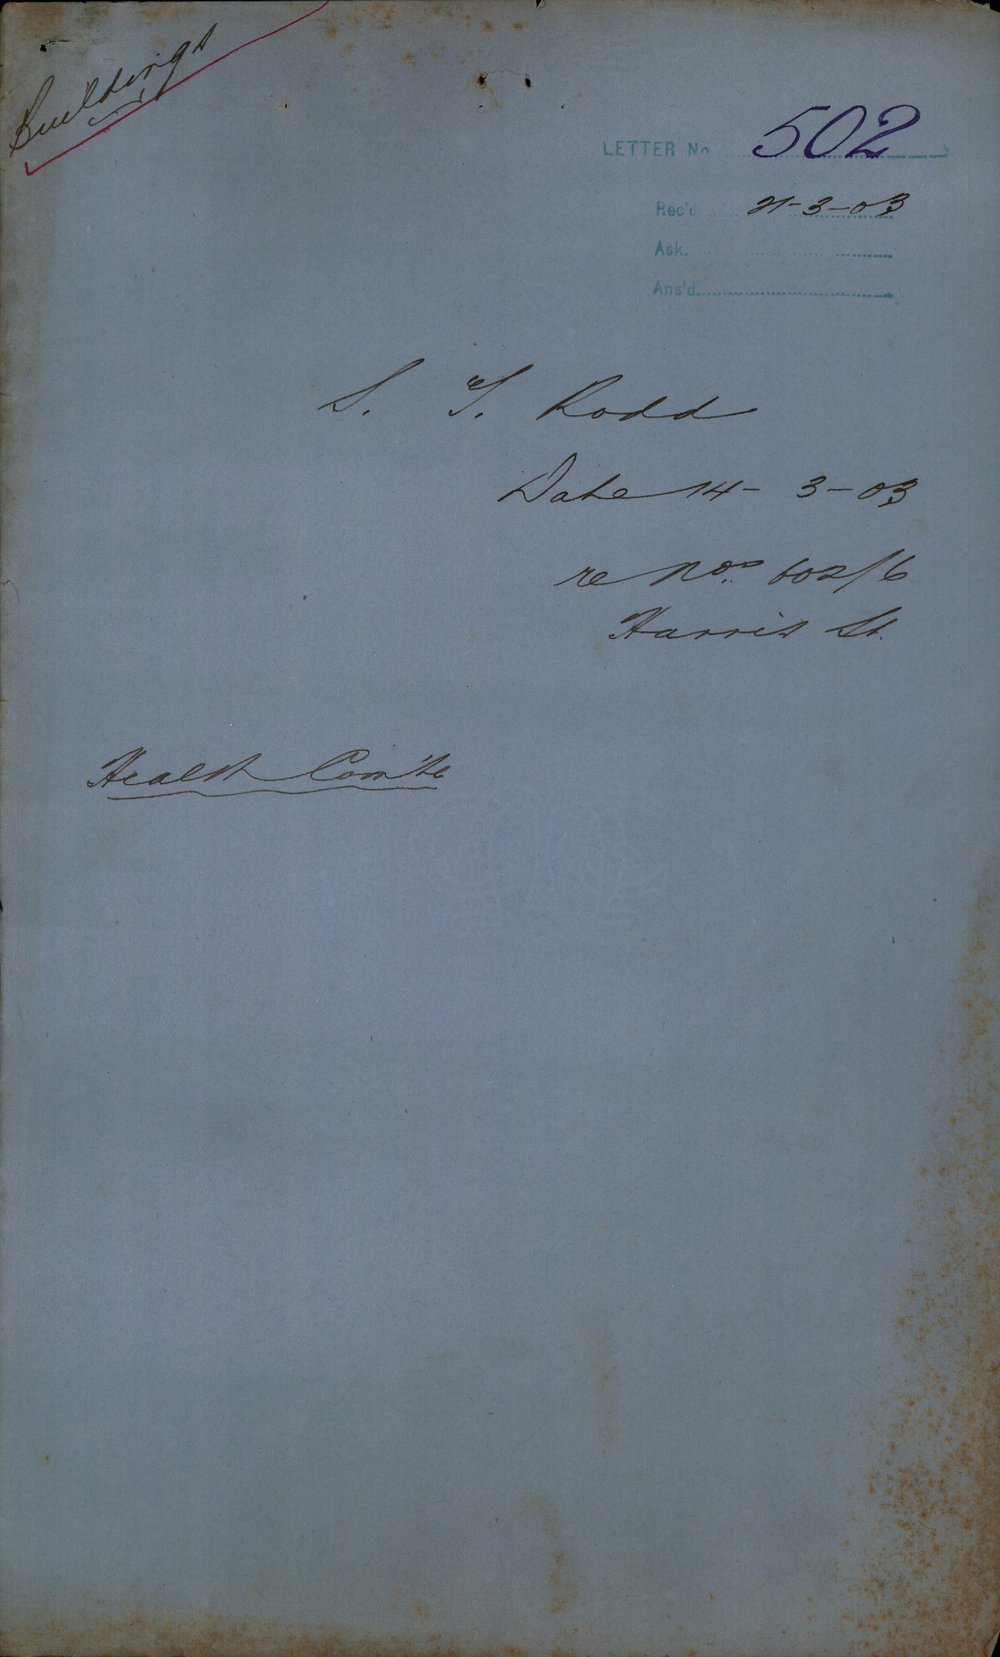 Buildings
LETTER No 502
Rec'd 21-3-03
Ack.
Ans'd
S. T. Rodd
Date 14-3-03
re Nos. 602/6
Harris St.
Health Com'te